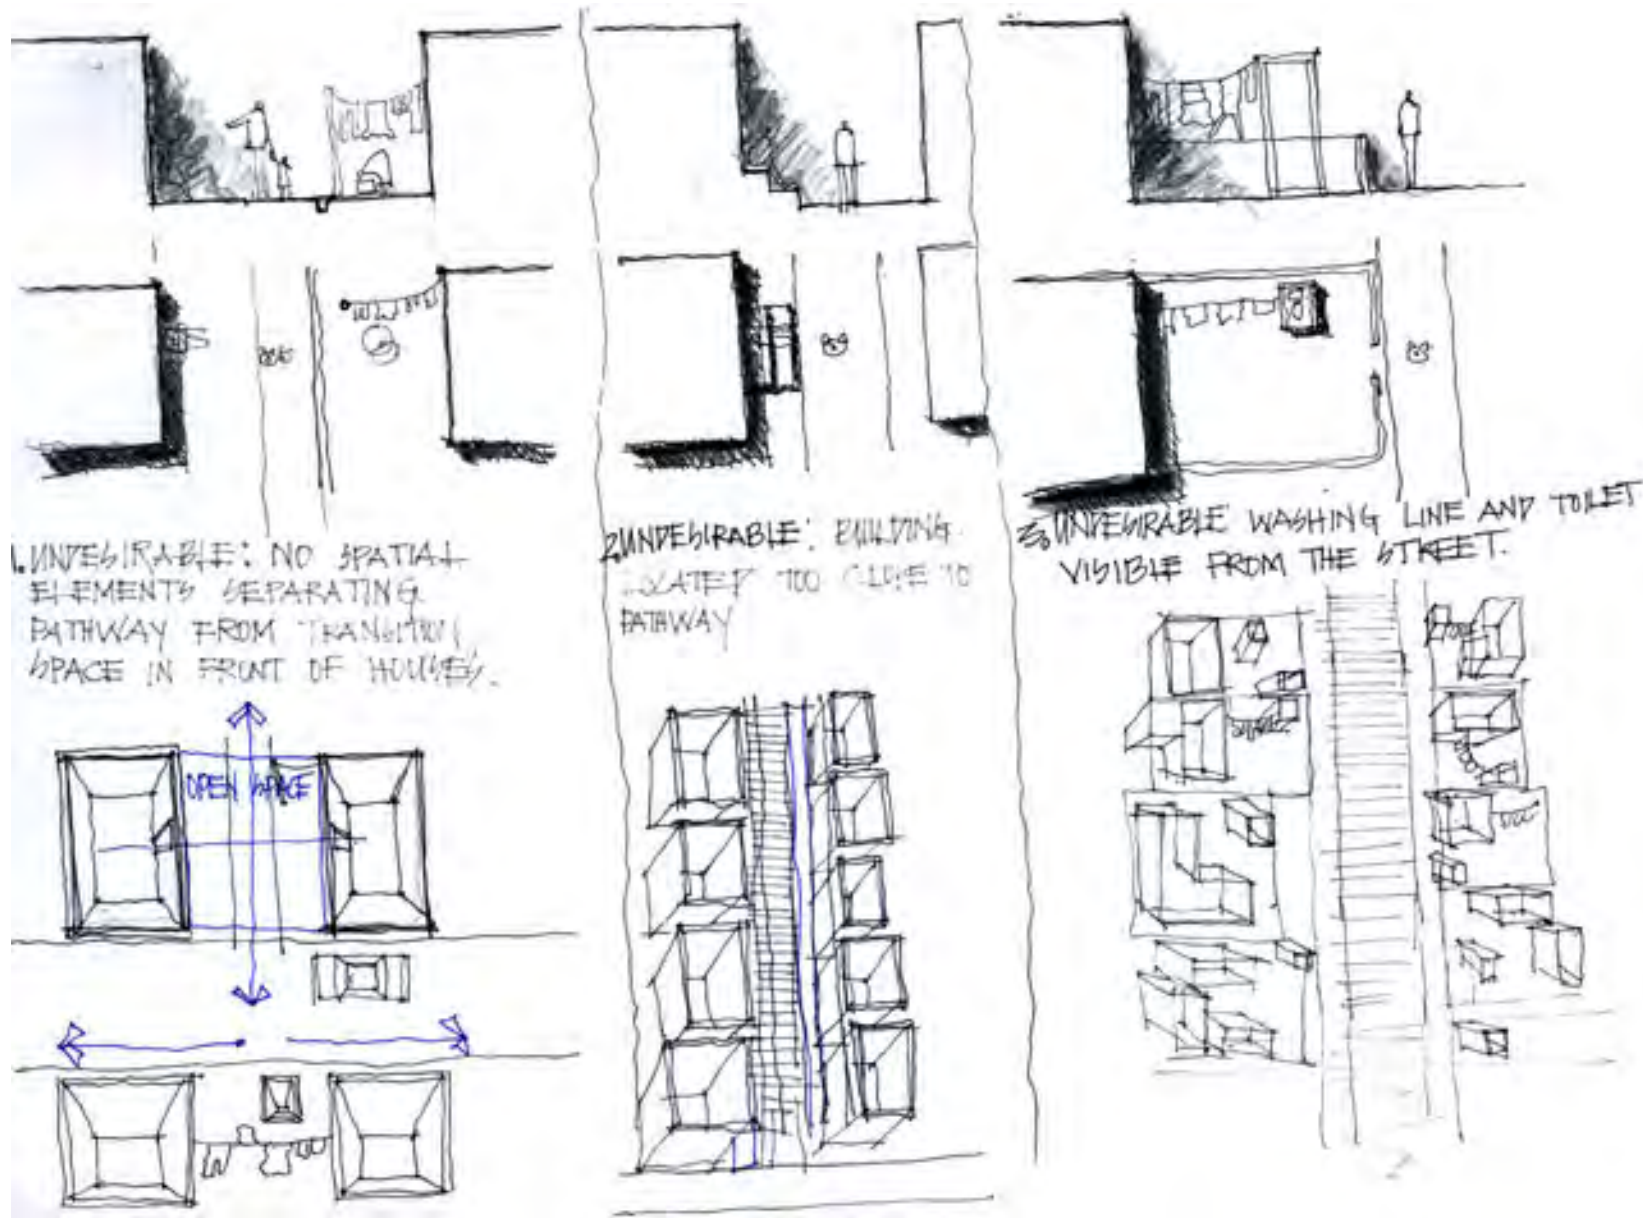 1. UNDESIRABLE: NO SPATIAL
ELEMENTS SEPARATING
PATHWAY FROM TRANSITION
SPACE IN FRONT OF HOUSES.
2. UNDESIRABLE: BUILDING
LOCATED TOO CLOSE TO
PATHWAY
3. UNDESIRABLE WASHING LINE AND TOILET
VISIBLE FROM THE STREET.
OPEN SPACE